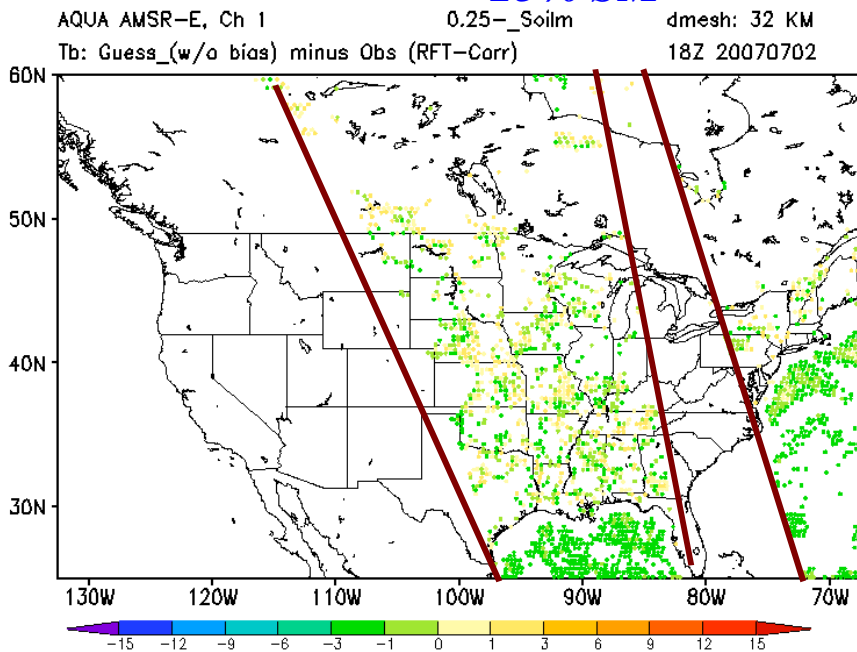 AQUA AMSR-E, Ch 1 0.25-_Soilm dmesh: 32 KM
Tb: Guess_(w/o bias) minus Obs (RFT-Corr) 18Z 20070702
60N
50N
40N
30N
130W 120W 110W 100W 90W 80W 70W
-15 -12 -9 -6 -3 -1 0 1 3 6 9 12 15